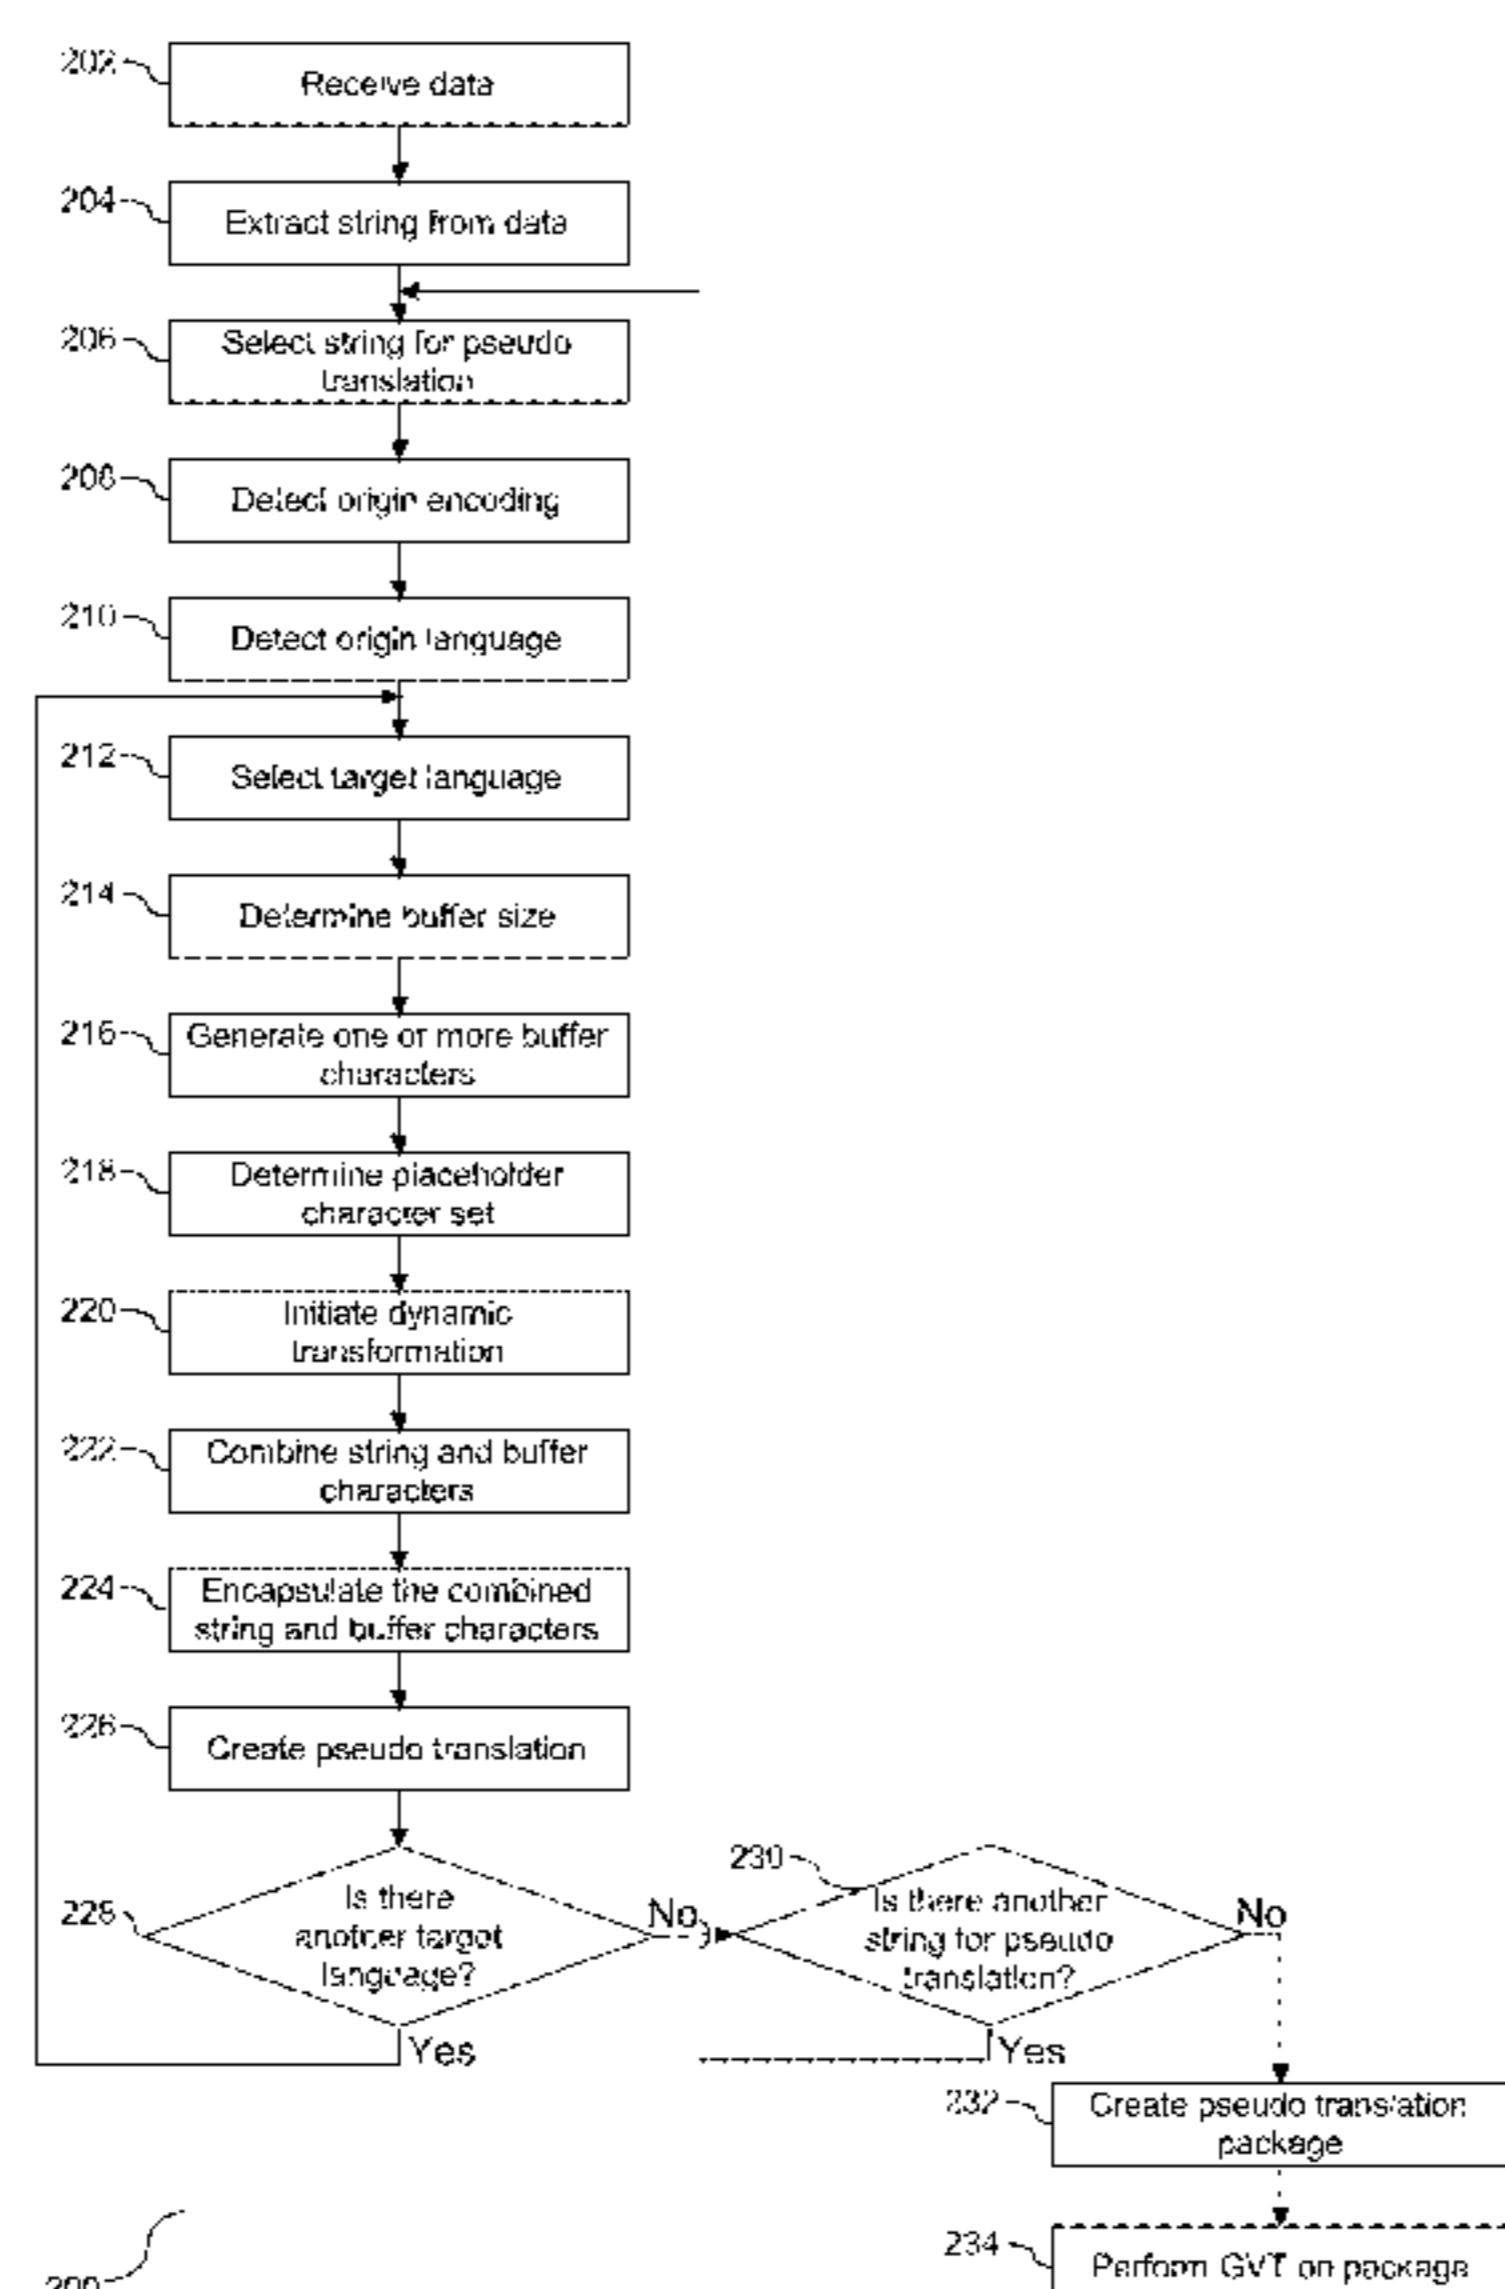 202
Receive data
204
Extract string from data
206
Select string for pseudo
translation
208
Detect origin encoding
210
Detect origin language
212
Select target language
214
Determine buffer size
216
Generate one or more buffer
characters
218
Determine placeholder
character set
220
Initiate dynamic
transformation
222
Combine string and buffer
characters
224
Encapsulate the combined
string and buffer characters
226
Create pseudo translation
228
Is there
another target
language?
No
Yes
230
Is there another
string for pseudo
translation?
No
Yes
232
Create pseudo translation
package
234
Perform GVT on package
200